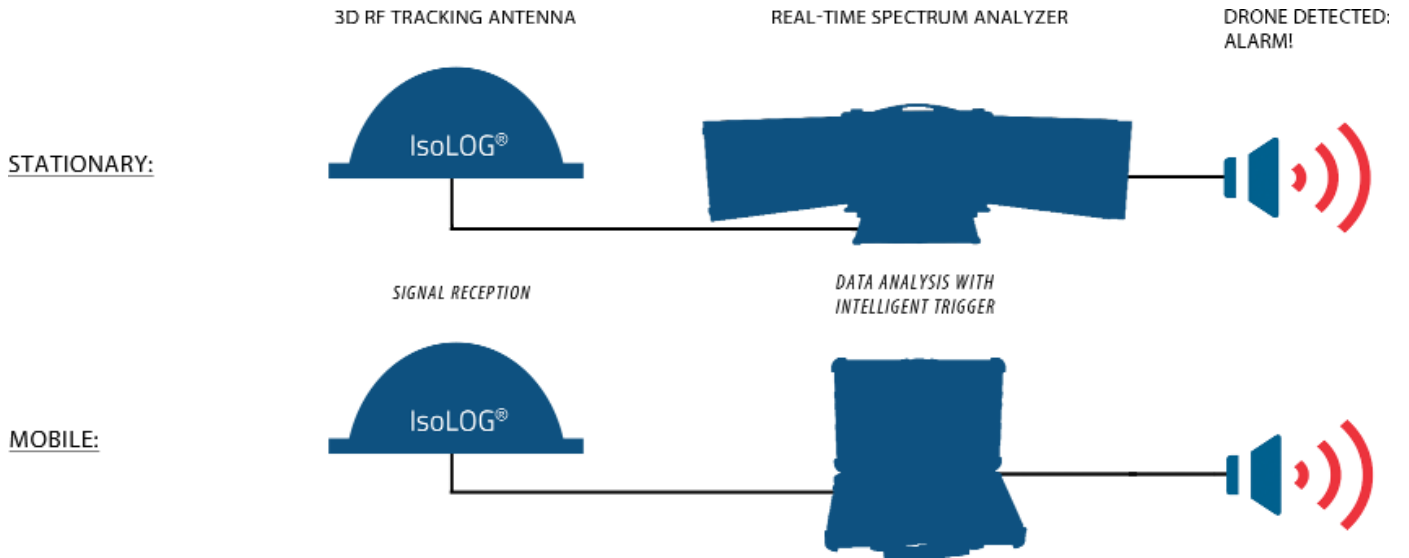 3D RF TRACKING ANTENNA
REAL-TIME SPECTRUM ANALYZER
DRONE DETECTED:
ALARM!
STATIONARY:
IsoLOG®
SIGNAL RECEPTION
DATA ANALYSIS WITH
INTELLIGENT TRIGGER
MOBILE:
IsoLOG®